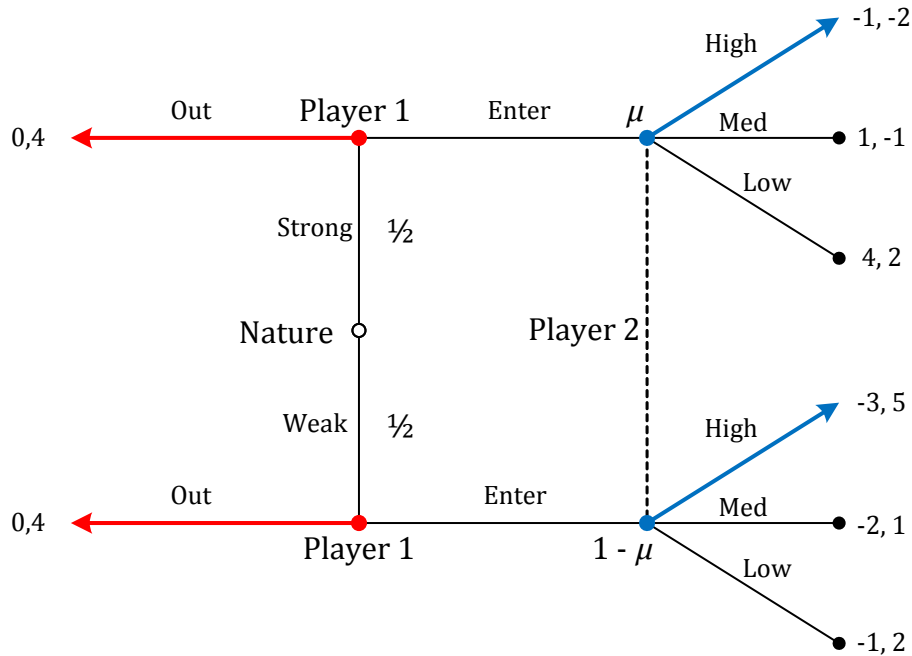 -1, -2
High
Out
Player 1
Enter
μ
Med
0,4
1, -1
Low
Strong
½
4, 2
Nature
Player 2
-3, 5
Weak
½
High
Out
Enter
Med
0,4
-2, 1
Player 1
1 - μ
Low
-1, 2